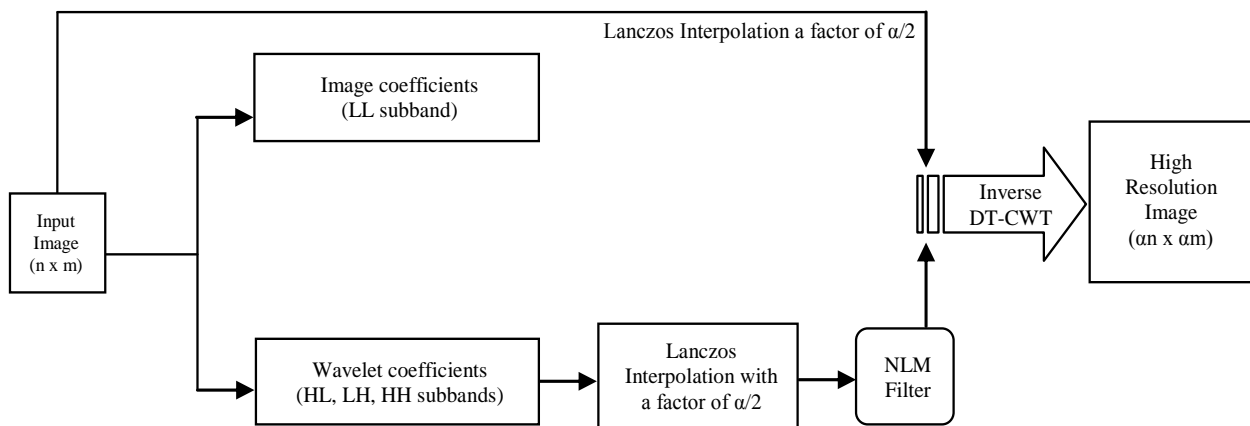 Lanczos Interpolation a factor of α/2
Image coefficients
(LL subband)
Input
Image
(n x m)
Inverse
DT-CWT
High
Resolution
Image
(αn x αm)
Wavelet coefficients
(HL, LH, HH subbands)
Lanczos
Interpolation with
a factor of α/2
NLM
Filter